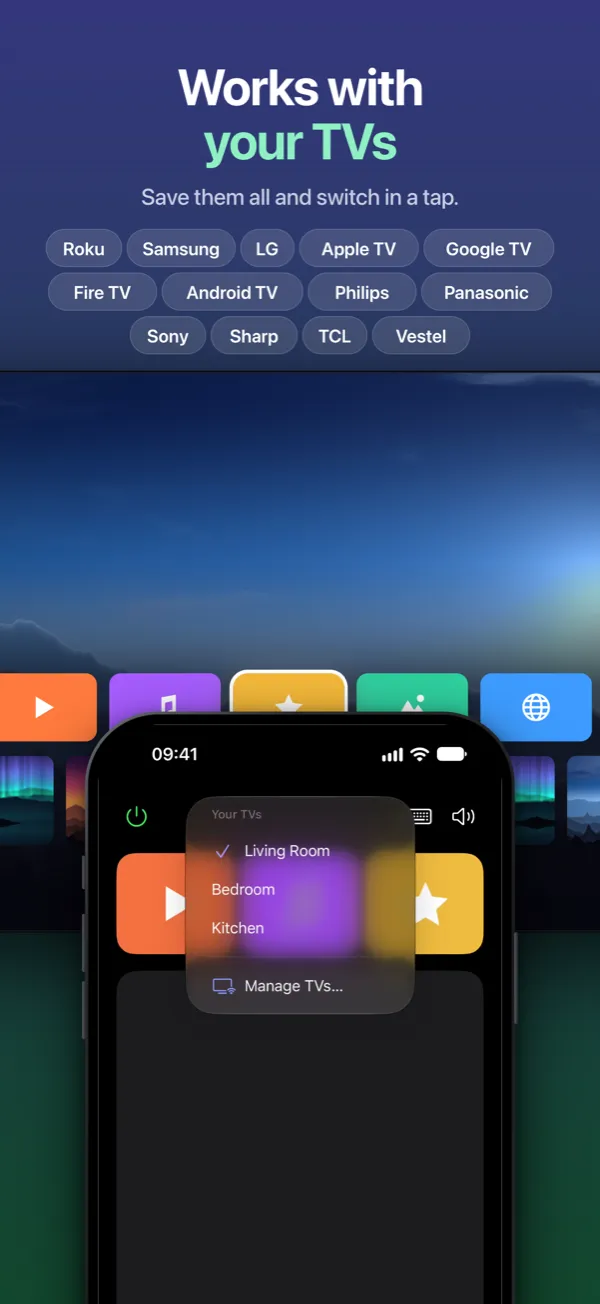 Works with
your TVs
Save them all and switch in a tap.
Roku Samsung LG Apple TV Google TV
Fire TV Android TV Philips Panasonic
Sony Sharp TCL Vestel
09:41
Your TVs
Living Room
Bedroom
Kitchen
Manage TVs...